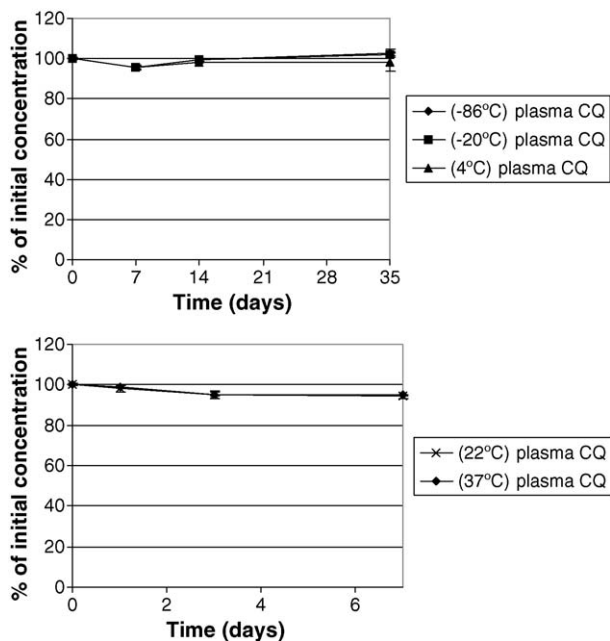 120
100
80
60
40
20
0
% of initial concentration
0 7 14 21 28 35
Time (days)
(-86ºC) plasma CQ
(-20ºC) plasma CQ
(4ºC) plasma CQ
120
100
80
60
40
20
0
% of initial concentration
0 2 4 6
Time (days)
(22ºC) plasma CQ
(37ºC) plasma CQ